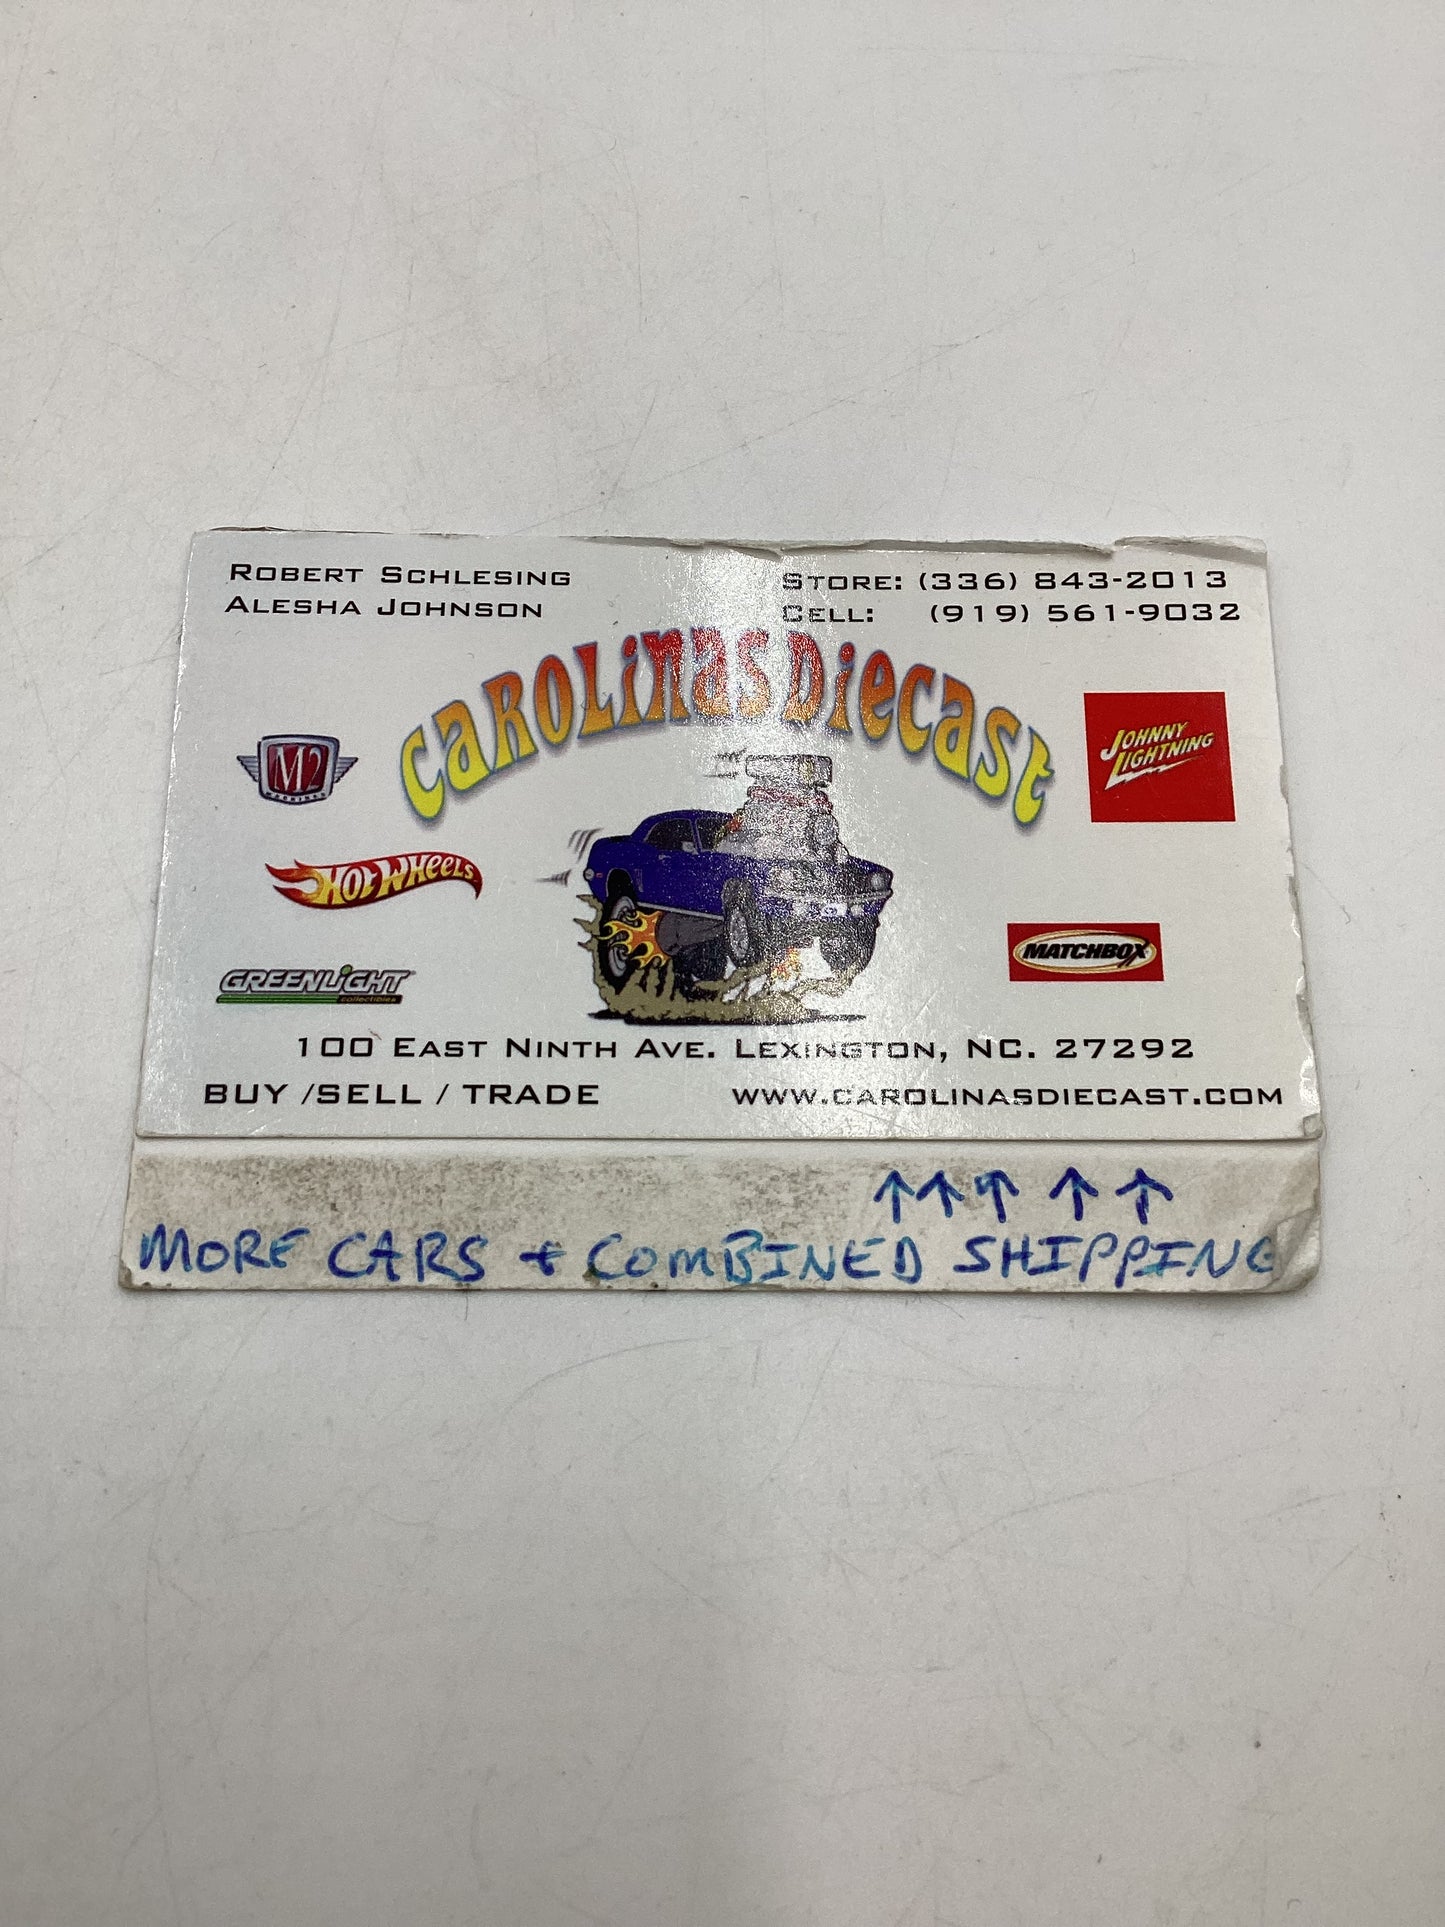 ROBERT SCHLESING
ALESHA JOHNSON
STORE: (336) 843-2013
CELL: (919) 561-9032
CAROLINAS DIECAST
M2
MACHINES
JOHNNY
LIGHTNING
HOT WHEELS
MATCHBOX
GREENLIGHT
collectibles
100 EAST NINTH AVE. LEXINGTON, NC. 27292
BUY /SELL / TRADE
WWW.CAROLINASDIECAST.COM
↑↑↑ ↑ ↑
MORE CARS + COMBINED SHIPPING